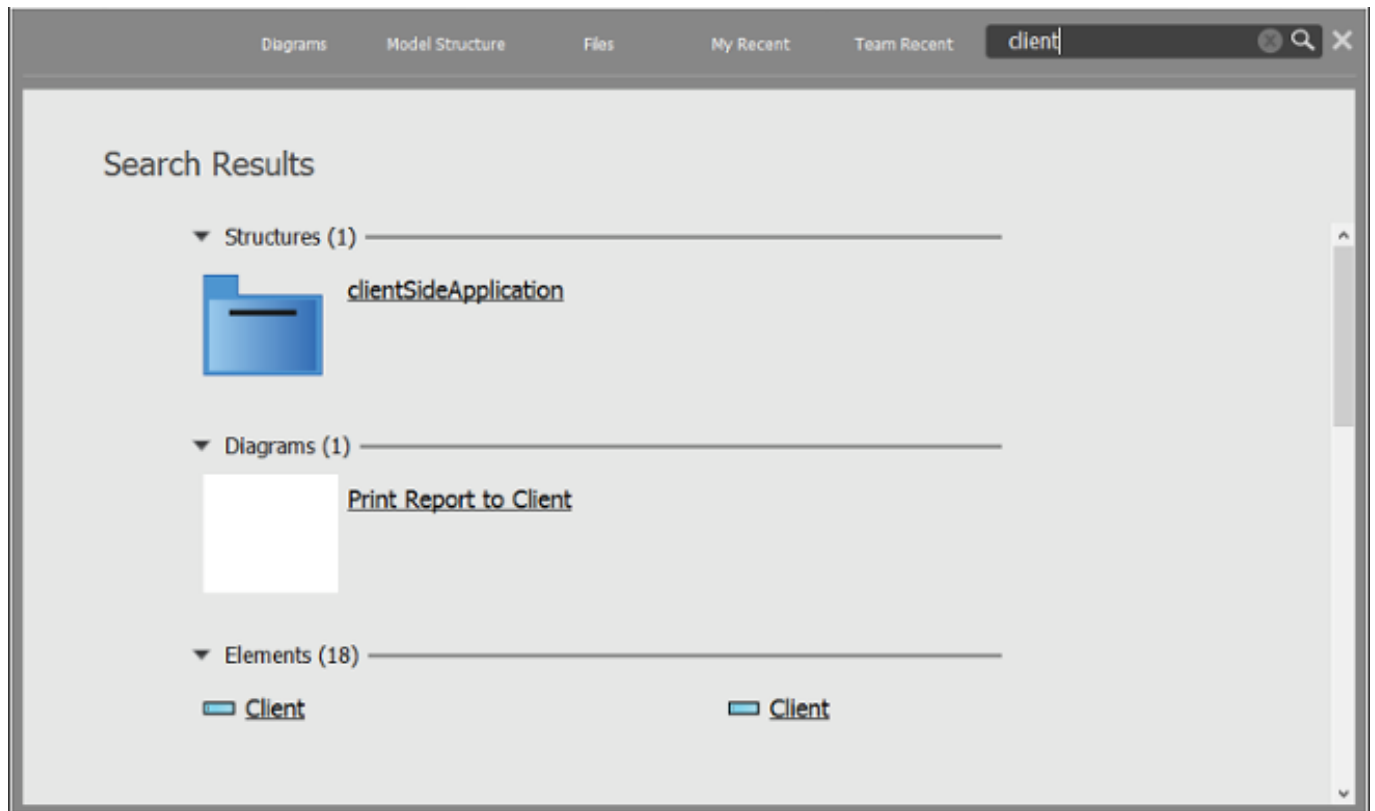 Diagrams Model Structure Files My Recent Team Recent client
Search Results
Structures (1)
clientSideApplication
Diagrams (1)
Print Report to Client
Elements (18)
Client Client